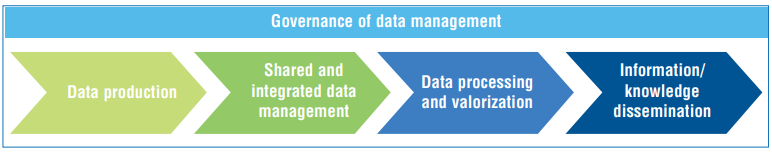 Governance of data management
Data production
Shared and
integrated data
management
Data processing
and valorization
Information/
knowledge
dissemination